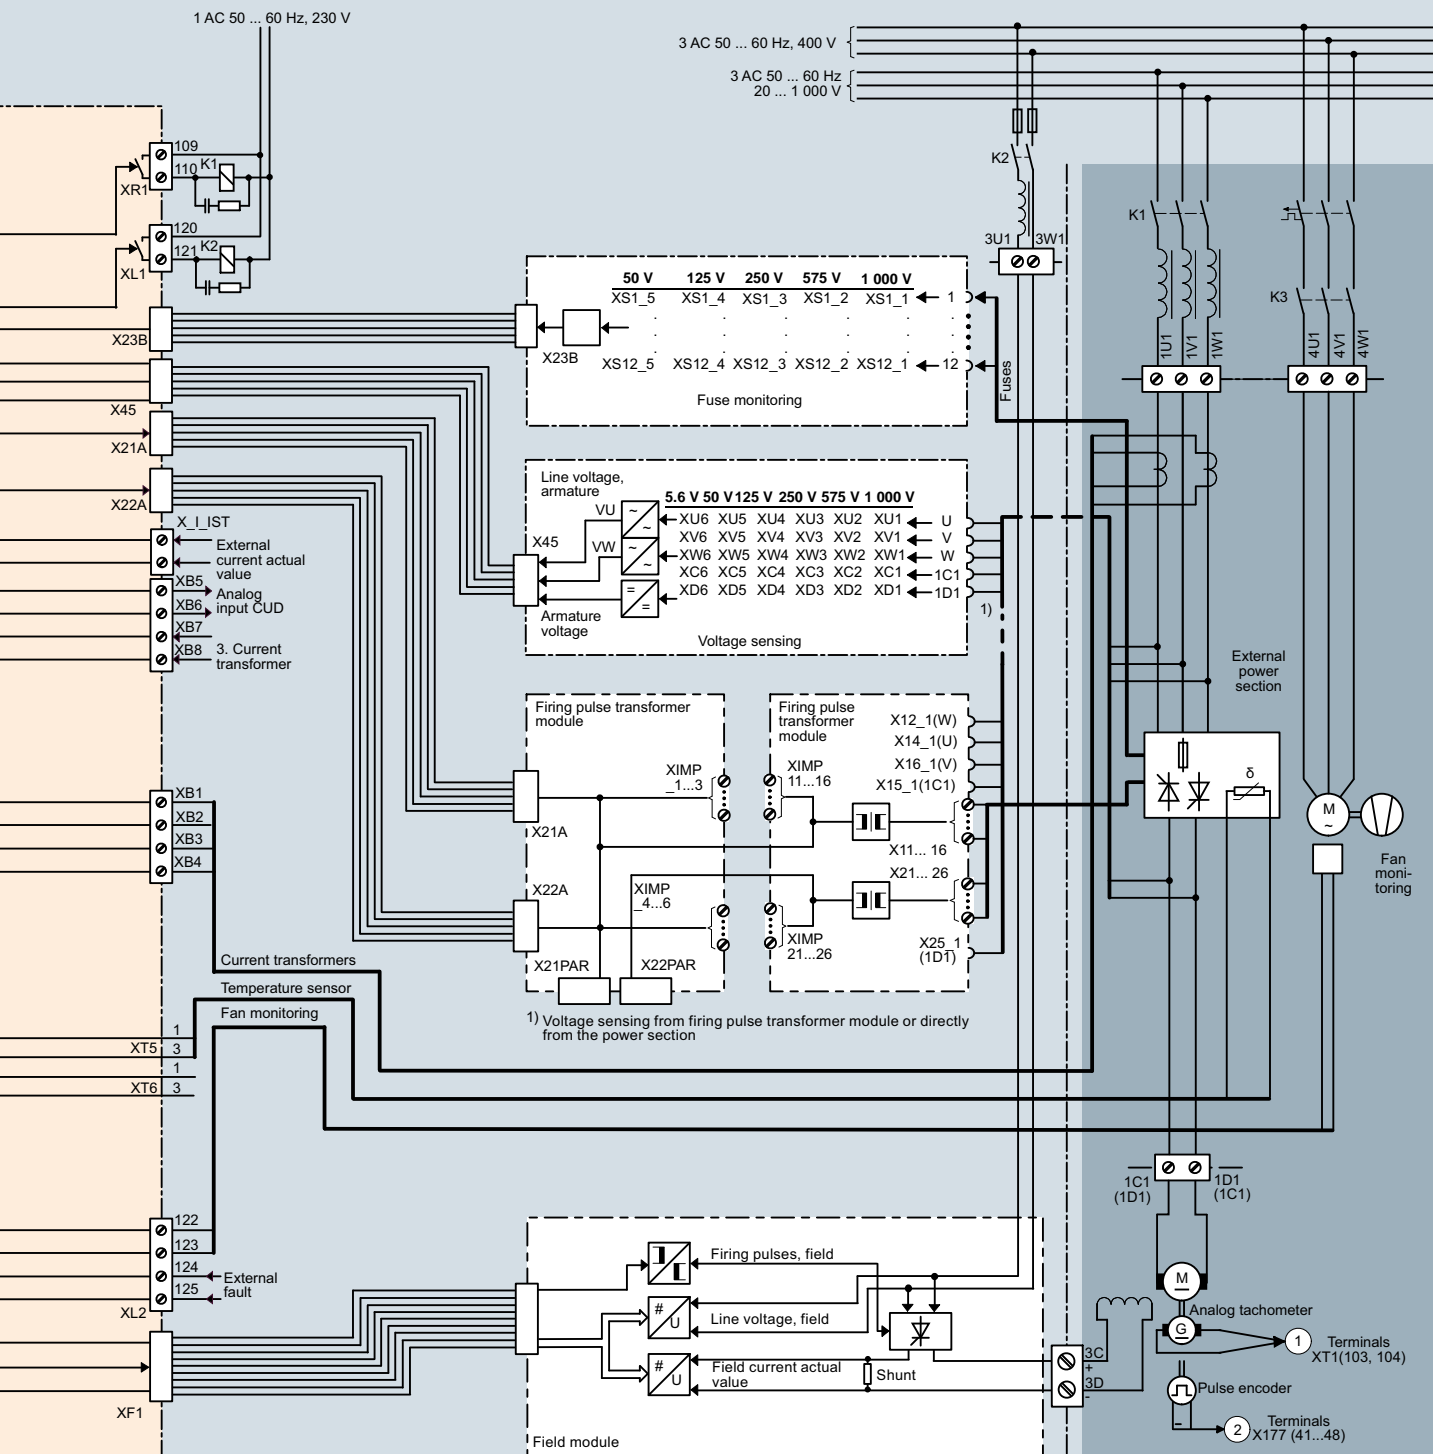 1 AC 50 ... 60 Hz, 230 V
3 AC 50 ... 60 Hz, 400 V
3 AC 50 ... 60 Hz
20 ... 1 000 V
109
110
K1
XR1
120
121
K2
XL1
K2
3U1
3W1
K1
K3
1U1
1V1
1W1
4U1
4V1
4W1
50 V 125 V 250 V 575 V 1 000 V
XS1_5 XS1_4 XS1_3 XS1_2 XS1_1 1
XS12_5 XS12_4 XS12_3 XS12_2 XS12_1 12
X23B
Fuse monitoring
Fuses
X23B
X45
X21A
X22A
X_I_IST
External
current actual
value
XB5
XB6
Analog
input CUD
XB7
XB8
3. Current
transformer
Line voltage,
armature
5.6 V 50 V 125 V 250 V 575 V 1 000 V
VU
~
~
XU6 XU5 XU4 XU3 XU2 XU1 U
XV6 XV5 XV4 XV3 XV2 XV1 V
X45
VW
~
~
XW6 XW5 XW4 XW3 XW2 XW1 W
XC6 XC5 XC4 XC3 XC2 XC1 1C1
=
=
XD6 XD5 XD4 XD3 XD2 XD1 1D1
Armature
voltage
Voltage sensing
1)
External
power
section
Firing pulse transformer
module
XIMP
_1...3
X21A
X22A
XIMP
_4...6
X21PAR
X22PAR
Firing pulse
transformer
module
X12_1(W)
X14_1(U)
X16_1(V)
X15_1(1C1)
XIMP
11...16
X11... 16
X21... 26
XIMP
21...26
X25_1
(1D1)
δ
M
~
Fan
moni-
toring
XB1
XB2
XB3
XB4
Current transformers
Temperature sensor
Fan monitoring
1) Voltage sensing from firing pulse transformer module or directly
from the power section
1
XT5 3
1
XT6 3
1C1
(1D1)
1D1
(1C1)
122
123
124
125
External
fault
XL2
XF1
Firing pulses, field
#
U
Line voltage, field
#
U
Field current actual
value
Shunt
Field module
3C
+
3D
-
M
Analog tachometer
G
1
Terminals
XT1(103, 104)
Pulse encoder
2
Terminals
X177 (41...48)